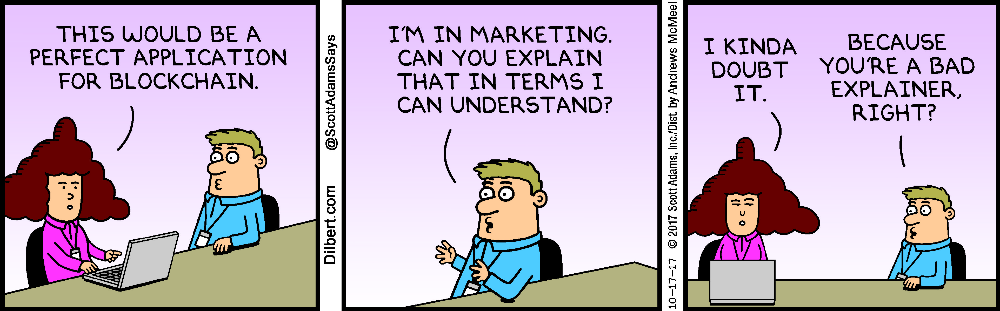 THIS WOULD BE A
PERFECT APPLICATION
FOR BLOCKCHAIN.
Dilbert.com @ScottAdamsSays
I'M IN MARKETING.
CAN YOU EXPLAIN
THAT IN TERMS I
CAN UNDERSTAND?
10-17-17 © 2017 Scott Adams, Inc./Dist. by Andrews McMeel
I KINDA
DOUBT
IT.
BECAUSE
YOU'RE A BAD
EXPLAINER,
RIGHT?